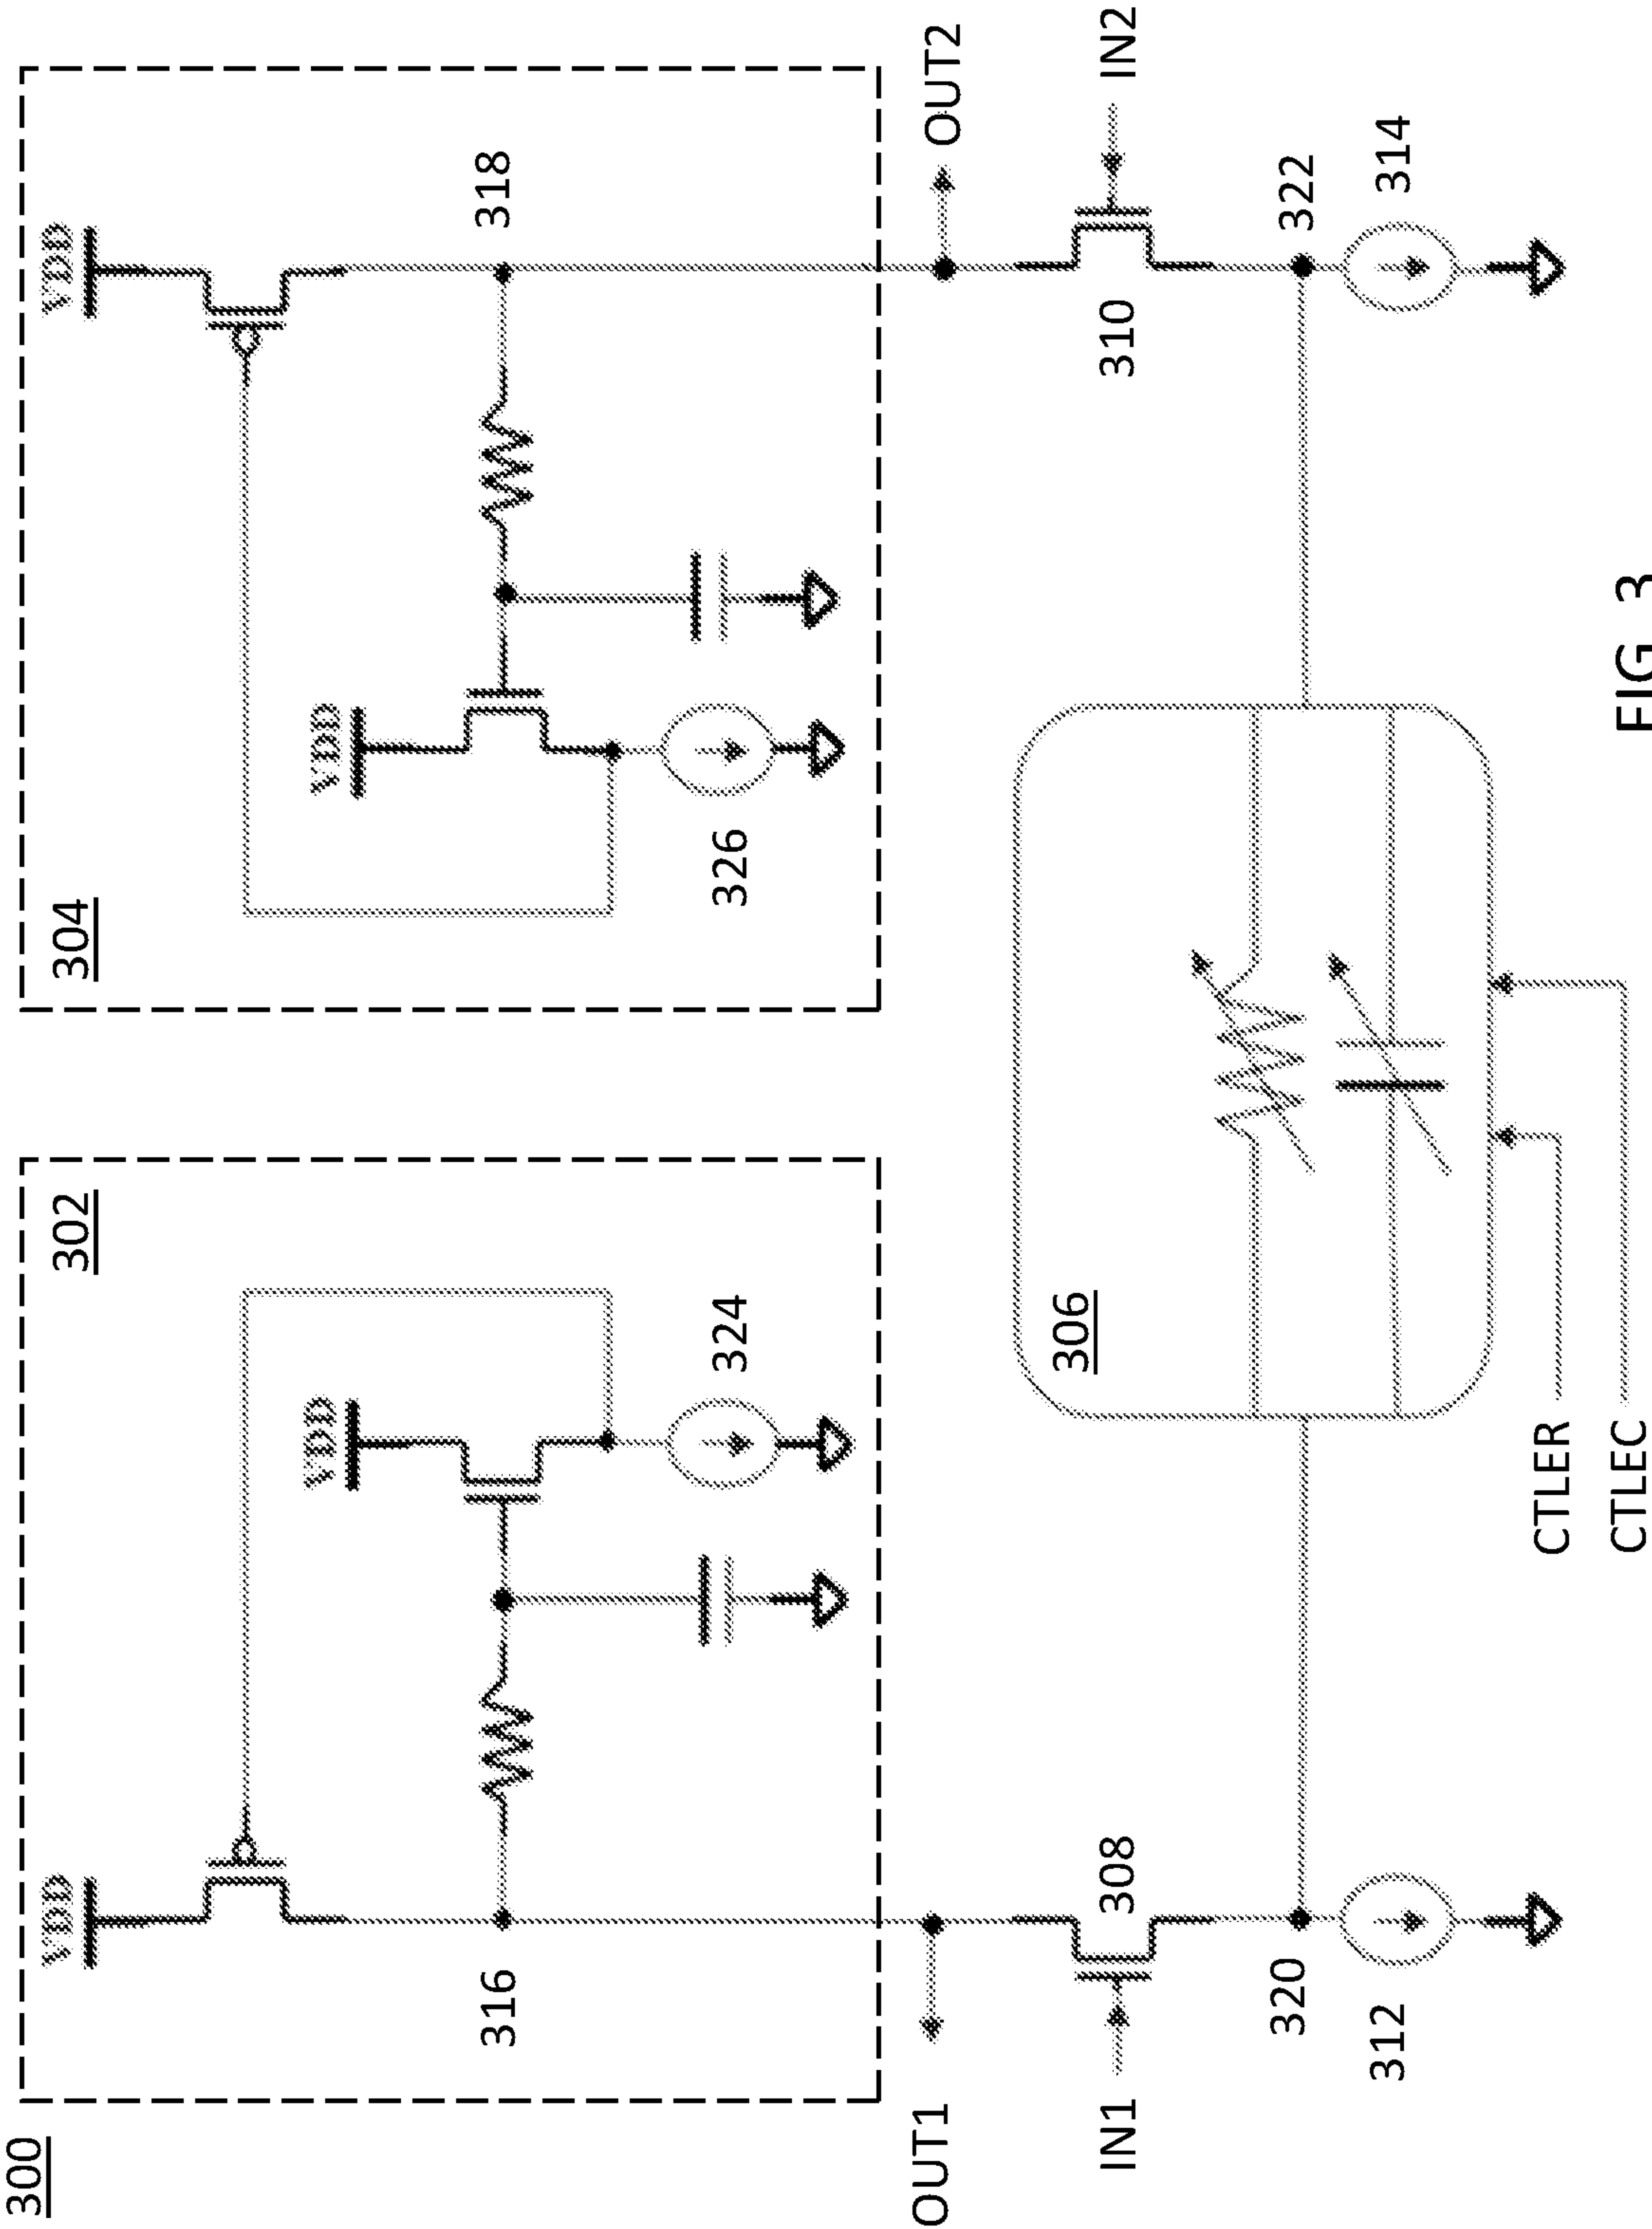 300
302
304
VDD
VDD
VDD
VDD
316
318
324
326
OUT1
OUT2
IN1
IN2
308
310
306
320
322
312
314
CTLER
CTLEC
FIG. 3